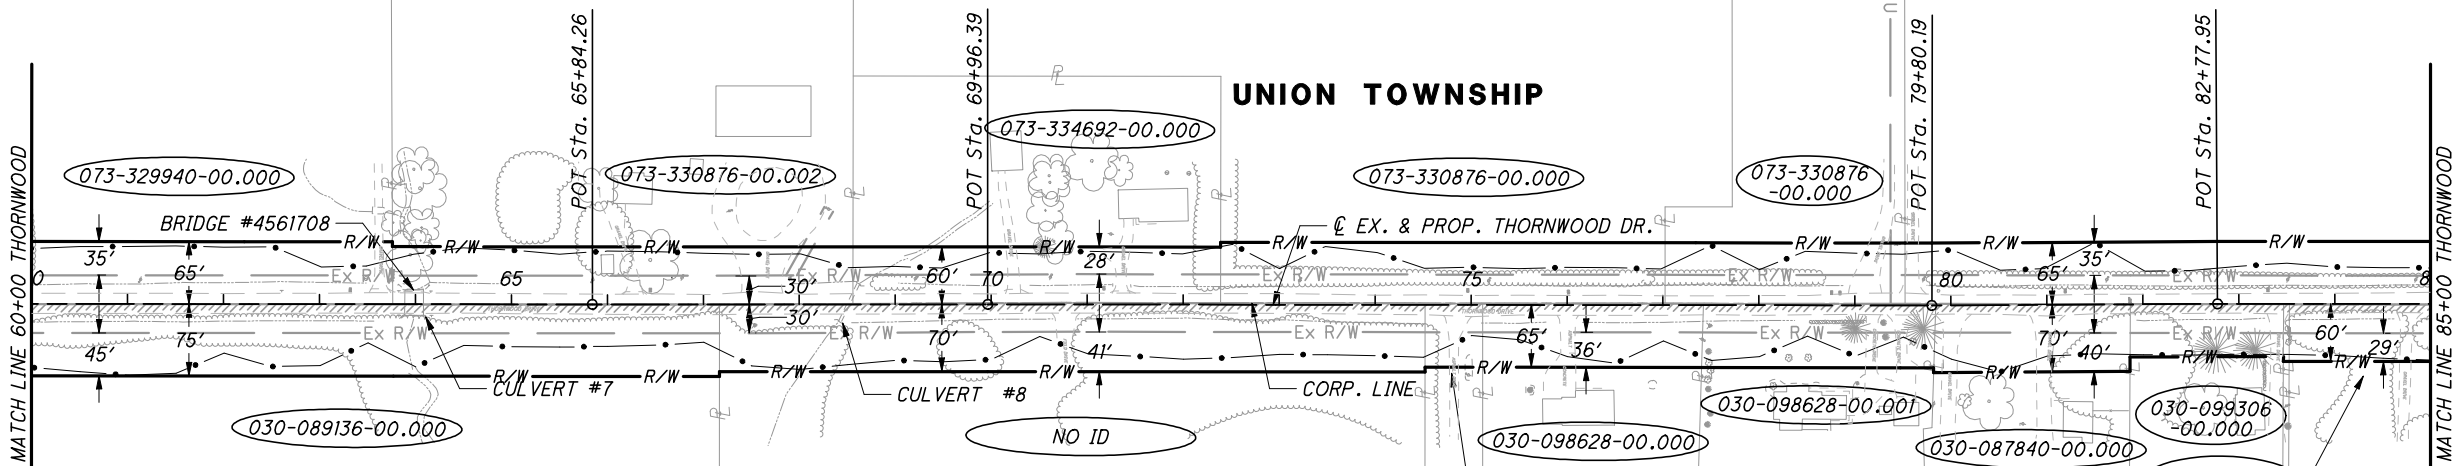 MATCH LINE 60+00 THORNWOOD
POT Sta. 65+84.26
POT Sta. 69+96.39
POT Sta. 79+80.19
POT Sta. 82+77.95
MATCH LINE 85+00 THORNWOOD
UNION TOWNSHIP
073-334692-00.000
073-329940-00.000
073-330876-00.002
073-330876-00.000
073-330876
-00.000
BRIDGE #4561708
℄ EX. & PROP. THORNWOOD DR.
R/W
R/W
R/W
R/W
R/W
R/W
R/W
R/W
35'
65'
60'
28'
65'
35'
Ex R/W
Ex R/W
Ex R/W
Ex R/W
Ex R/W
0
65
70
75
80
8
30'
30'
Ex R/W
Ex R/W
Ex R/W
Ex R/W
Ex R/W
45'
75'
70'
41'
65'
36'
70'
40'
60'
29'
R/W
R/W
R/W
R/W
R/W
R/W
R/W
R/W
CULVERT #7
CULVERT #8
CORP. LINE
030-089136-00.000
NO ID
030-098628-00.000
030-098628-00.001
030-087840-00.000
030-099306
-00.000